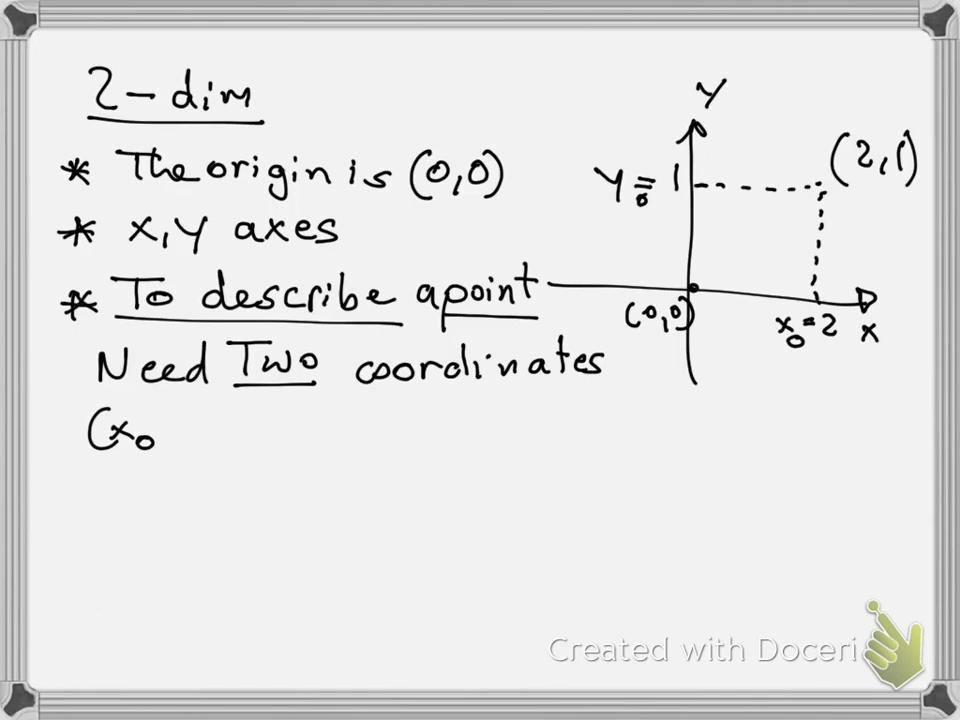 2-dim
* The origin is (0,0)
* x,y axes
* To describe a point
Need Two coordinates
(x₀
y
(2,1)
y₀=1
(0,0)
x₀=2
x
Created with Doceri